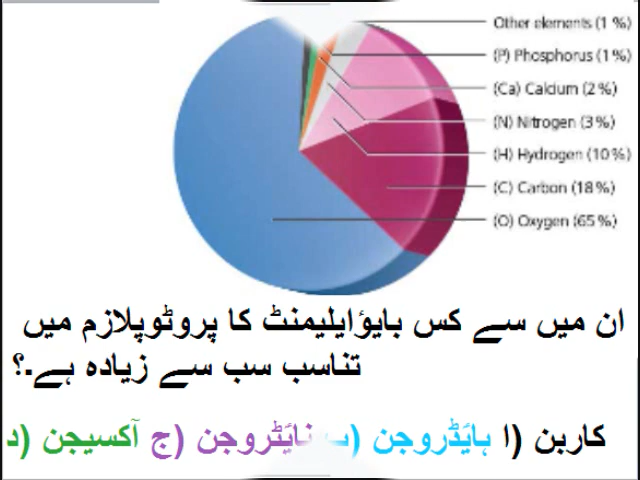 Other elements (1 %)
(P) Phosphorus (1 %)
(Ca) Calcium (2 %)
(N) Nitrogen (3 %)
(H) Hydrogen (10 %)
(C) Carbon (18 %)
(O) Oxygen (65 %)
ان میں سے کس بایؤایلیمنٹ کا پروٹوپلازم میں
تناسب سب سے زیادہ ہے۔؟
کاربن (ا ہائیڈروجن (ب نائیٹروجن (ج آکسیجن (د